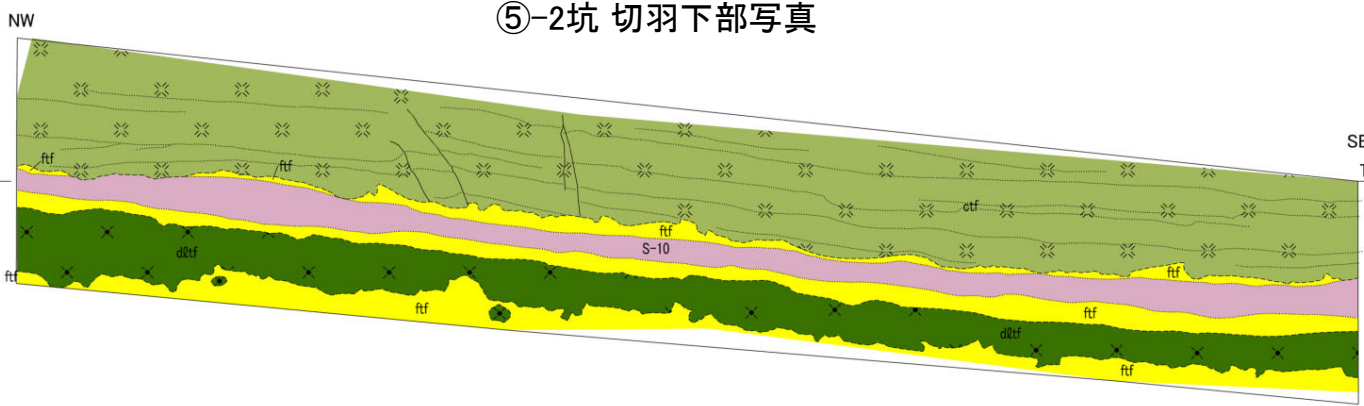 ⑤-2坑 切羽下部写真
NW
SE
T
ftf
ftf
ctf
ftf
S-10
dℓtf
ftf
ftf
ftf
ftf
dℓtf
ftf